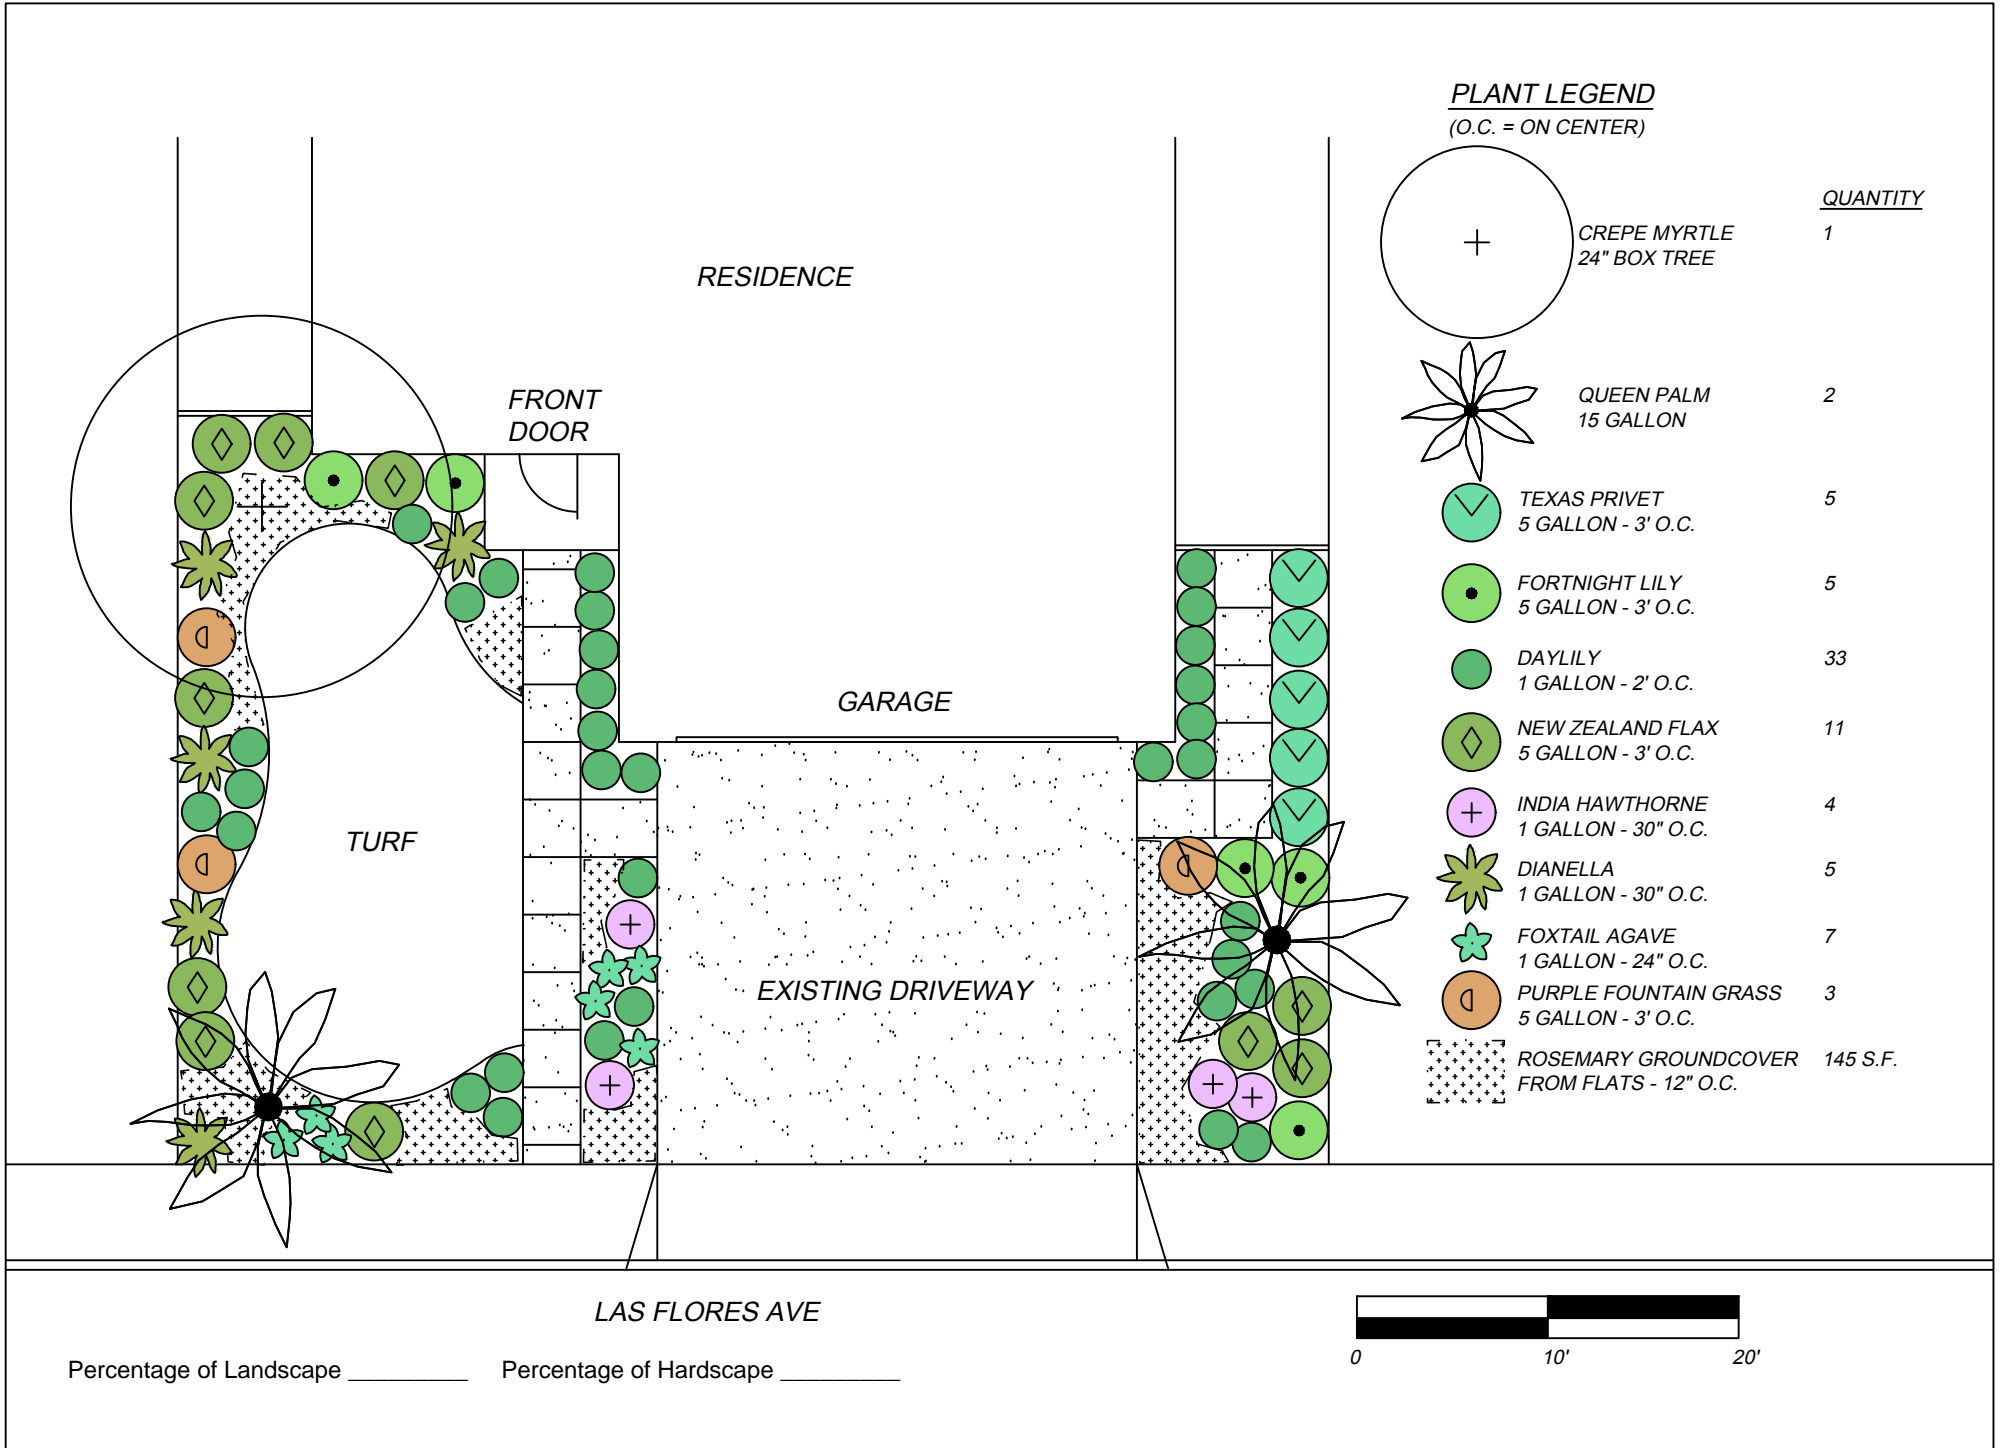 PLANT LEGEND
(O.C. = ON CENTER)
QUANTITY
CREPE MYRTLE 1
24" BOX TREE
QUEEN PALM 2
15 GALLON
TEXAS PRIVET 5
5 GALLON - 3' O.C.
FORTNIGHT LILY 5
5 GALLON - 3' O.C.
DAYLILY 33
1 GALLON - 2' O.C.
NEW ZEALAND FLAX 11
5 GALLON - 3' O.C.
INDIA HAWTHORNE 4
1 GALLON - 30" O.C.
DIANELLA 5
1 GALLON - 30" O.C.
FOXTAIL AGAVE 7
1 GALLON - 24" O.C.
PURPLE FOUNTAIN GRASS 3
5 GALLON - 3' O.C.
ROSEMARY GROUNDCOVER 145 S.F.
FROM FLATS - 12" O.C.
RESIDENCE
FRONT
DOOR
GARAGE
TURF
EXISTING DRIVEWAY
LAS FLORES AVE
0 10' 20'
Percentage of Landscape _________ Percentage of Hardscape _________